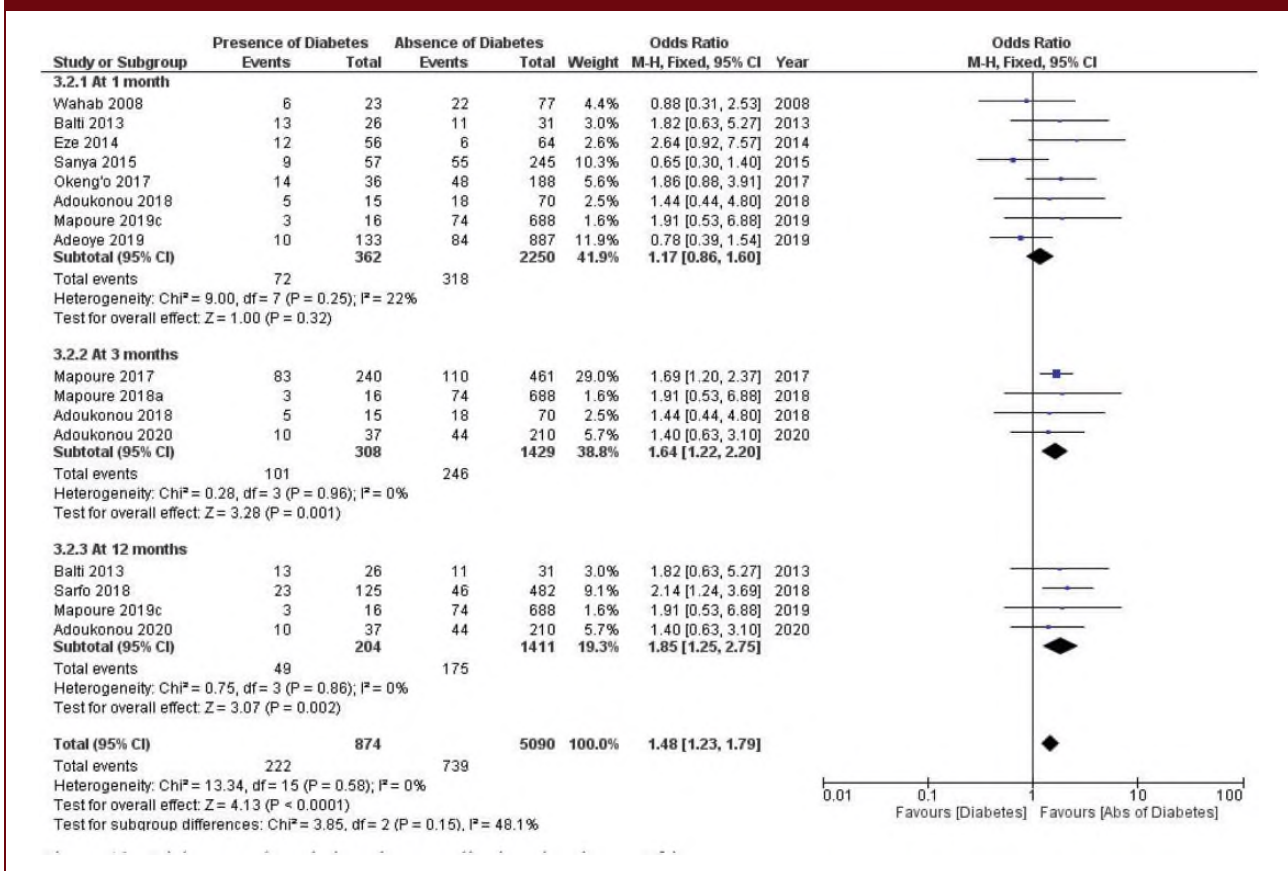 Presence of Diabetes Absence of Diabetes Odds Ratio Odds Ratio
Study or Subgroup Events Total Events Total Weight M-H, Fixed, 95% CI Year M-H, Fixed, 95% CI
3.2.1 At 1 month
Wahab 2008 6 23 22 77 4.4% 0.88 [0.31, 2.53] 2008
Balti 2013 13 26 11 31 3.0% 1.82 [0.63, 5.27] 2013
Eze 2014 12 56 6 64 2.6% 2.64 [0.92, 7.57] 2014
Sanya 2015 9 57 55 245 10.3% 0.65 [0.30, 1.40] 2015
Okeng'o 2017 14 36 48 188 5.6% 1.86 [0.88, 3.91] 2017
Adoukonou 2018 5 15 18 70 2.5% 1.44 [0.44, 4.80] 2018
Mapoure 2019c 3 16 74 688 1.6% 1.91 [0.53, 6.88] 2019
Adeoye 2019 10 133 84 887 11.9% 0.78 [0.39, 1.54] 2019
Subtotal (95% CI) 362 2250 41.9% 1.17 [0.86, 1.60]
Total events 72 318
Heterogeneity: Chi² = 9.00, df = 7 (P = 0.25); I² = 22%
Test for overall effect: Z = 1.00 (P = 0.32)
3.2.2 At 3 months
Mapoure 2017 83 240 110 461 29.0% 1.69 [1.20, 2.37] 2017
Mapoure 2018a 3 16 74 688 1.6% 1.91 [0.53, 6.88] 2018
Adoukonou 2018 5 15 18 70 2.5% 1.44 [0.44, 4.80] 2018
Adoukonou 2020 10 37 44 210 5.7% 1.40 [0.63, 3.10] 2020
Subtotal (95% CI) 308 1429 38.8% 1.64 [1.22, 2.20]
Total events 101 246
Heterogeneity: Chi² = 0.28, df = 3 (P = 0.96); I² = 0%
Test for overall effect: Z = 3.28 (P = 0.001)
3.2.3 At 12 months
Balti 2013 13 26 11 31 3.0% 1.82 [0.63, 5.27] 2013
Sarfo 2018 23 125 46 482 9.1% 2.14 [1.24, 3.69] 2018
Mapoure 2019c 3 16 74 688 1.6% 1.91 [0.53, 6.88] 2019
Adoukonou 2020 10 37 44 210 5.7% 1.40 [0.63, 3.10] 2020
Subtotal (95% CI) 204 1411 19.3% 1.85 [1.25, 2.75]
Total events 49 175
Heterogeneity: Chi² = 0.75, df = 3 (P = 0.86); I² = 0%
Test for overall effect: Z = 3.07 (P = 0.002)
Total (95% CI) 874 5090 100.0% 1.48 [1.23, 1.79]
Total events 222 739
Heterogeneity: Chi² = 13.34, df = 15 (P = 0.58); I² = 0%
Test for overall effect: Z = 4.13 (P < 0.0001)
Test for subgroup differences: Chi² = 3.85, df = 2 (P = 0.15), I² = 48.1%
0.01 0.1 1 10 100
Favours [Diabetes] Favours [Abs of Diabetes]